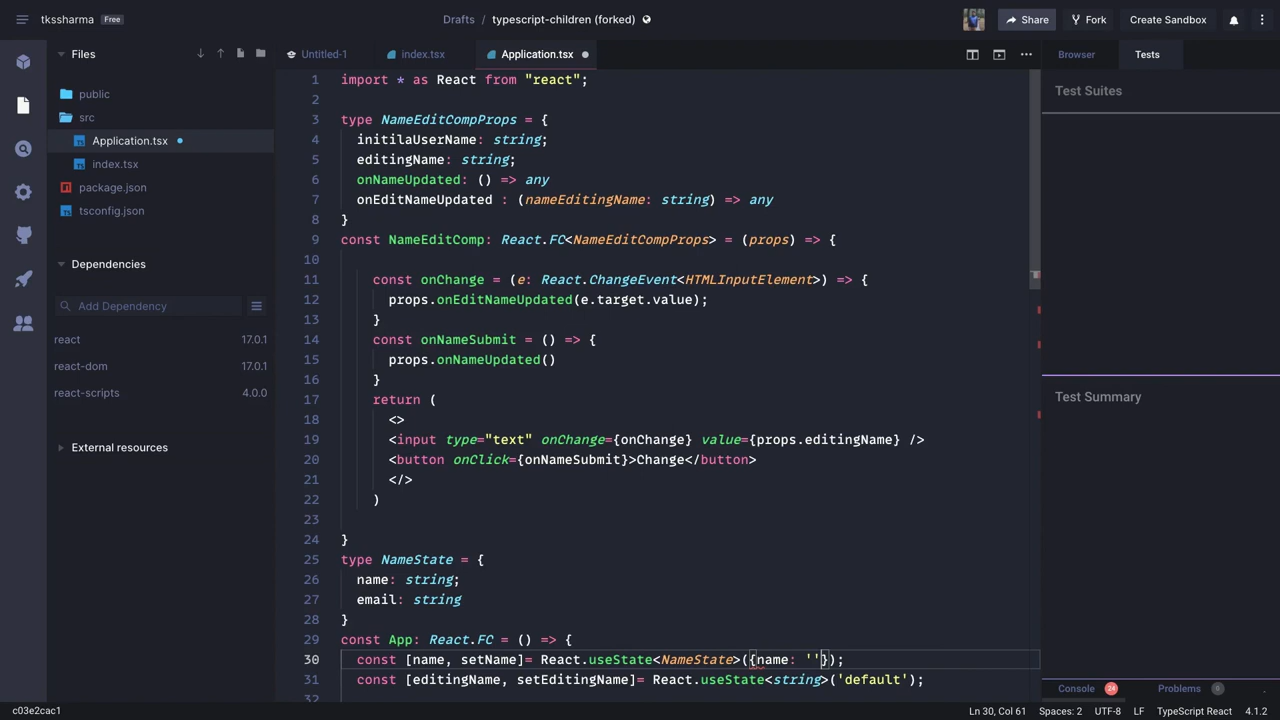 tkssharma Free Drafts / typescript-children (forked) Share Fork Create Sandbox
Files Untitled-1 index.tsx Application.tsx Browser Tests
public
src
Application.tsx
index.tsx
package.json
tsconfig.json
Dependencies
Add Dependency
react 17.0.1
react-dom 17.0.1
react-scripts 4.0.0
External resources
1 import * as React from "react";
2
3 type NameEditCompProps = {
4 initilaUserName: string;
5 editingName: string;
6 onNameUpdated: () => any
7 onEditNameUpdated : (nameEditingName: string) => any
8 }
9 const NameEditComp: React.FC<NameEditCompProps> = (props) => {
10
11 const onChange = (e: React.ChangeEvent<HTMLInputElement>) => {
12 props.onEditNameUpdated(e.target.value);
13 }
14 const onNameSubmit = () => {
15 props.onNameUpdated()
16 }
17 return (
18 <>
19 <input type="text" onChange={onChange} value={props.editingName} />
20 <button onClick={onNameSubmit}>Change</button>
21 </>
22 )
23
24 }
25 type NameState = {
26 name: string;
27 email: string
28 }
29 const App: React.FC = () => {
30 const [name, setName]= React.useState<NameState>({name: ''});
31 const [editingName, setEditingName]= React.useState<string>('default');
32
Test Suites
Test Summary
Console 24 Problems 6
c03e2cac1 Ln 30, Col 61 Spaces: 2 UTF-8 LF TypeScript React 4.1.2